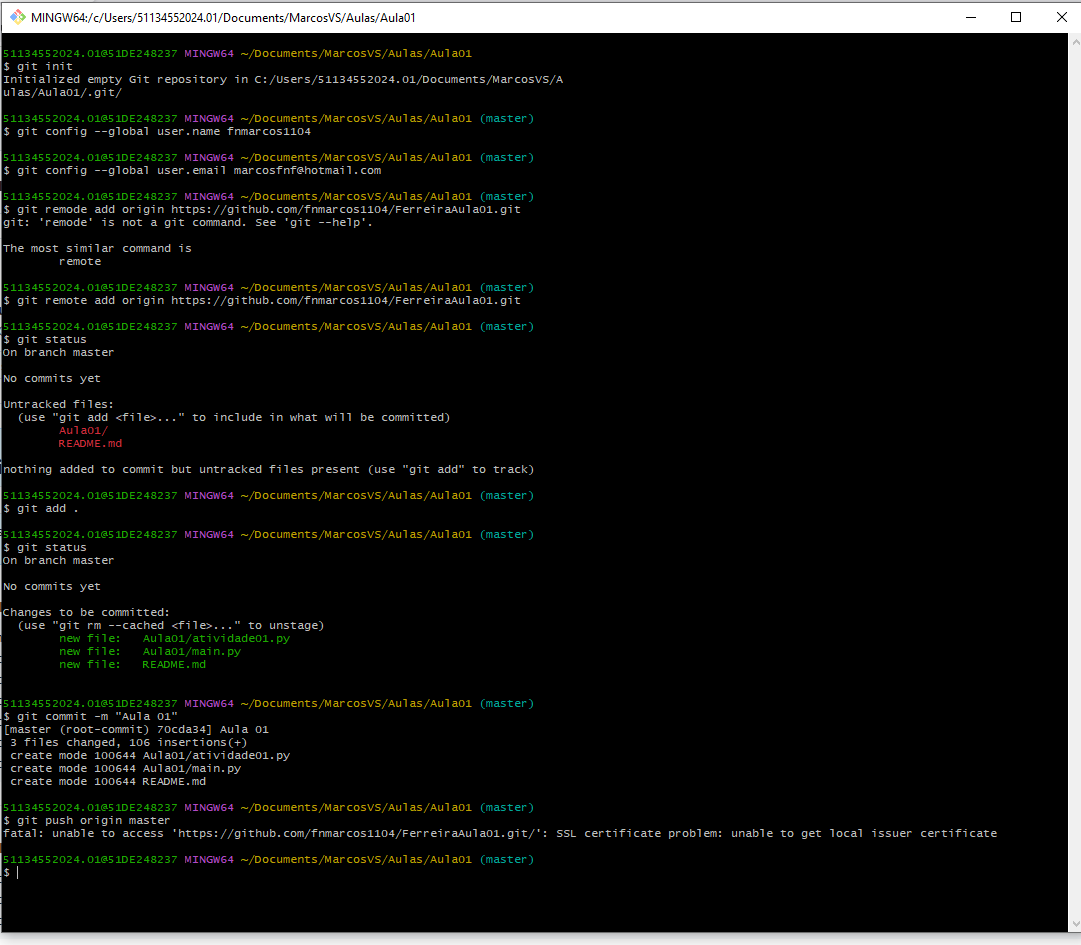 MINGW64:/c/Users/51134552024.01/Documents/MarcosVS/Aulas/Aula01
51134552024.01@51DE248237 MINGW64 ~/Documents/MarcosVS/Aulas/Aula01
$ git init
Initialized empty Git repository in C:/Users/51134552024.01/Documents/MarcosVS/A
ulas/Aula01/.git/
51134552024.01@51DE248237 MINGW64 ~/Documents/MarcosVS/Aulas/Aula01 (master)
$ git config --global user.name fnmarcos1104
51134552024.01@51DE248237 MINGW64 ~/Documents/MarcosVS/Aulas/Aula01 (master)
$ git config --global user.email marcosfnf@hotmail.com
51134552024.01@51DE248237 MINGW64 ~/Documents/MarcosVS/Aulas/Aula01 (master)
$ git remode add origin https://github.com/fnmarcos1104/FerreiraAula01.git
git: 'remode' is not a git command. See 'git --help'.
The most similar command is
remote
51134552024.01@51DE248237 MINGW64 ~/Documents/MarcosVS/Aulas/Aula01 (master)
$ git remote add origin https://github.com/fnmarcos1104/FerreiraAula01.git
51134552024.01@51DE248237 MINGW64 ~/Documents/MarcosVS/Aulas/Aula01 (master)
$ git status
On branch master
No commits yet
Untracked files:
(use "git add <file>..." to include in what will be committed)
Aula01/
README.md
nothing added to commit but untracked files present (use "git add" to track)
51134552024.01@51DE248237 MINGW64 ~/Documents/MarcosVS/Aulas/Aula01 (master)
$ git add .
51134552024.01@51DE248237 MINGW64 ~/Documents/MarcosVS/Aulas/Aula01 (master)
$ git status
On branch master
No commits yet
Changes to be committed:
(use "git rm --cached <file>..." to unstage)
new file:   Aula01/atividade01.py
new file:   Aula01/main.py
new file:   README.md
51134552024.01@51DE248237 MINGW64 ~/Documents/MarcosVS/Aulas/Aula01 (master)
$ git commit -m "Aula 01"
[master (root-commit) 70cda34] Aula 01
3 files changed, 106 insertions(+)
create mode 100644 Aula01/atividade01.py
create mode 100644 Aula01/main.py
create mode 100644 README.md
51134552024.01@51DE248237 MINGW64 ~/Documents/MarcosVS/Aulas/Aula01 (master)
$ git push origin master
fatal: unable to access 'https://github.com/fnmarcos1104/FerreiraAula01.git/': SSL certificate problem: unable to get local issuer certificate
51134552024.01@51DE248237 MINGW64 ~/Documents/MarcosVS/Aulas/Aula01 (master)
$